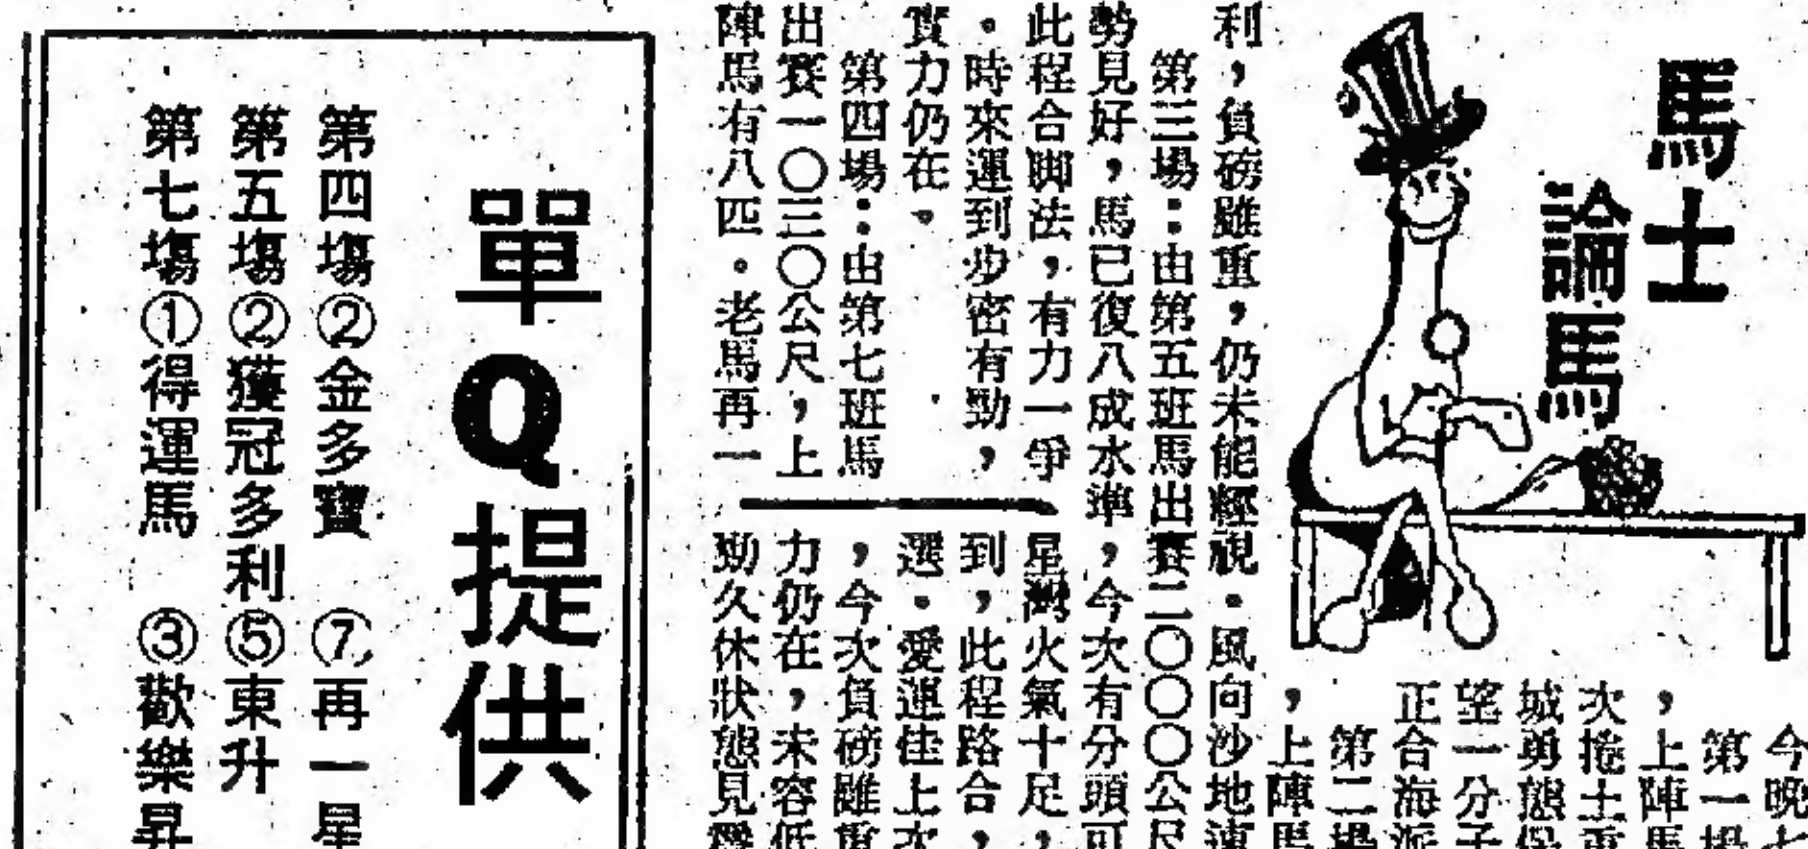 馬士
論馬
今晚七
第一場
，上陣馬
次捲土重
城勇態保
望一分子
正合海派
第二場
，上陣馬
利，負磅雖重，仍未能輕視．風向沙地速
第三場：由第五班馬出賽二〇〇〇公尺
勢見好，馬已復八成水準，今次有分頭可
此程合脚法，有力一爭
．時來運到步密有勁，
實力仍在。
第四場：由第七班馬
出賽一〇三〇公尺，上
陣馬有八匹．老馬再一
星灣火氣十足，
到，此程路合，
選．愛運佳上次
，今次負磅雖重
力仍在，未容低
勁久休狀態見
單Q提供
第四場②金多寶 ⑦再一星
第五場②獲冠多利⑤東升
第七場①得運馬 ③歡樂昇